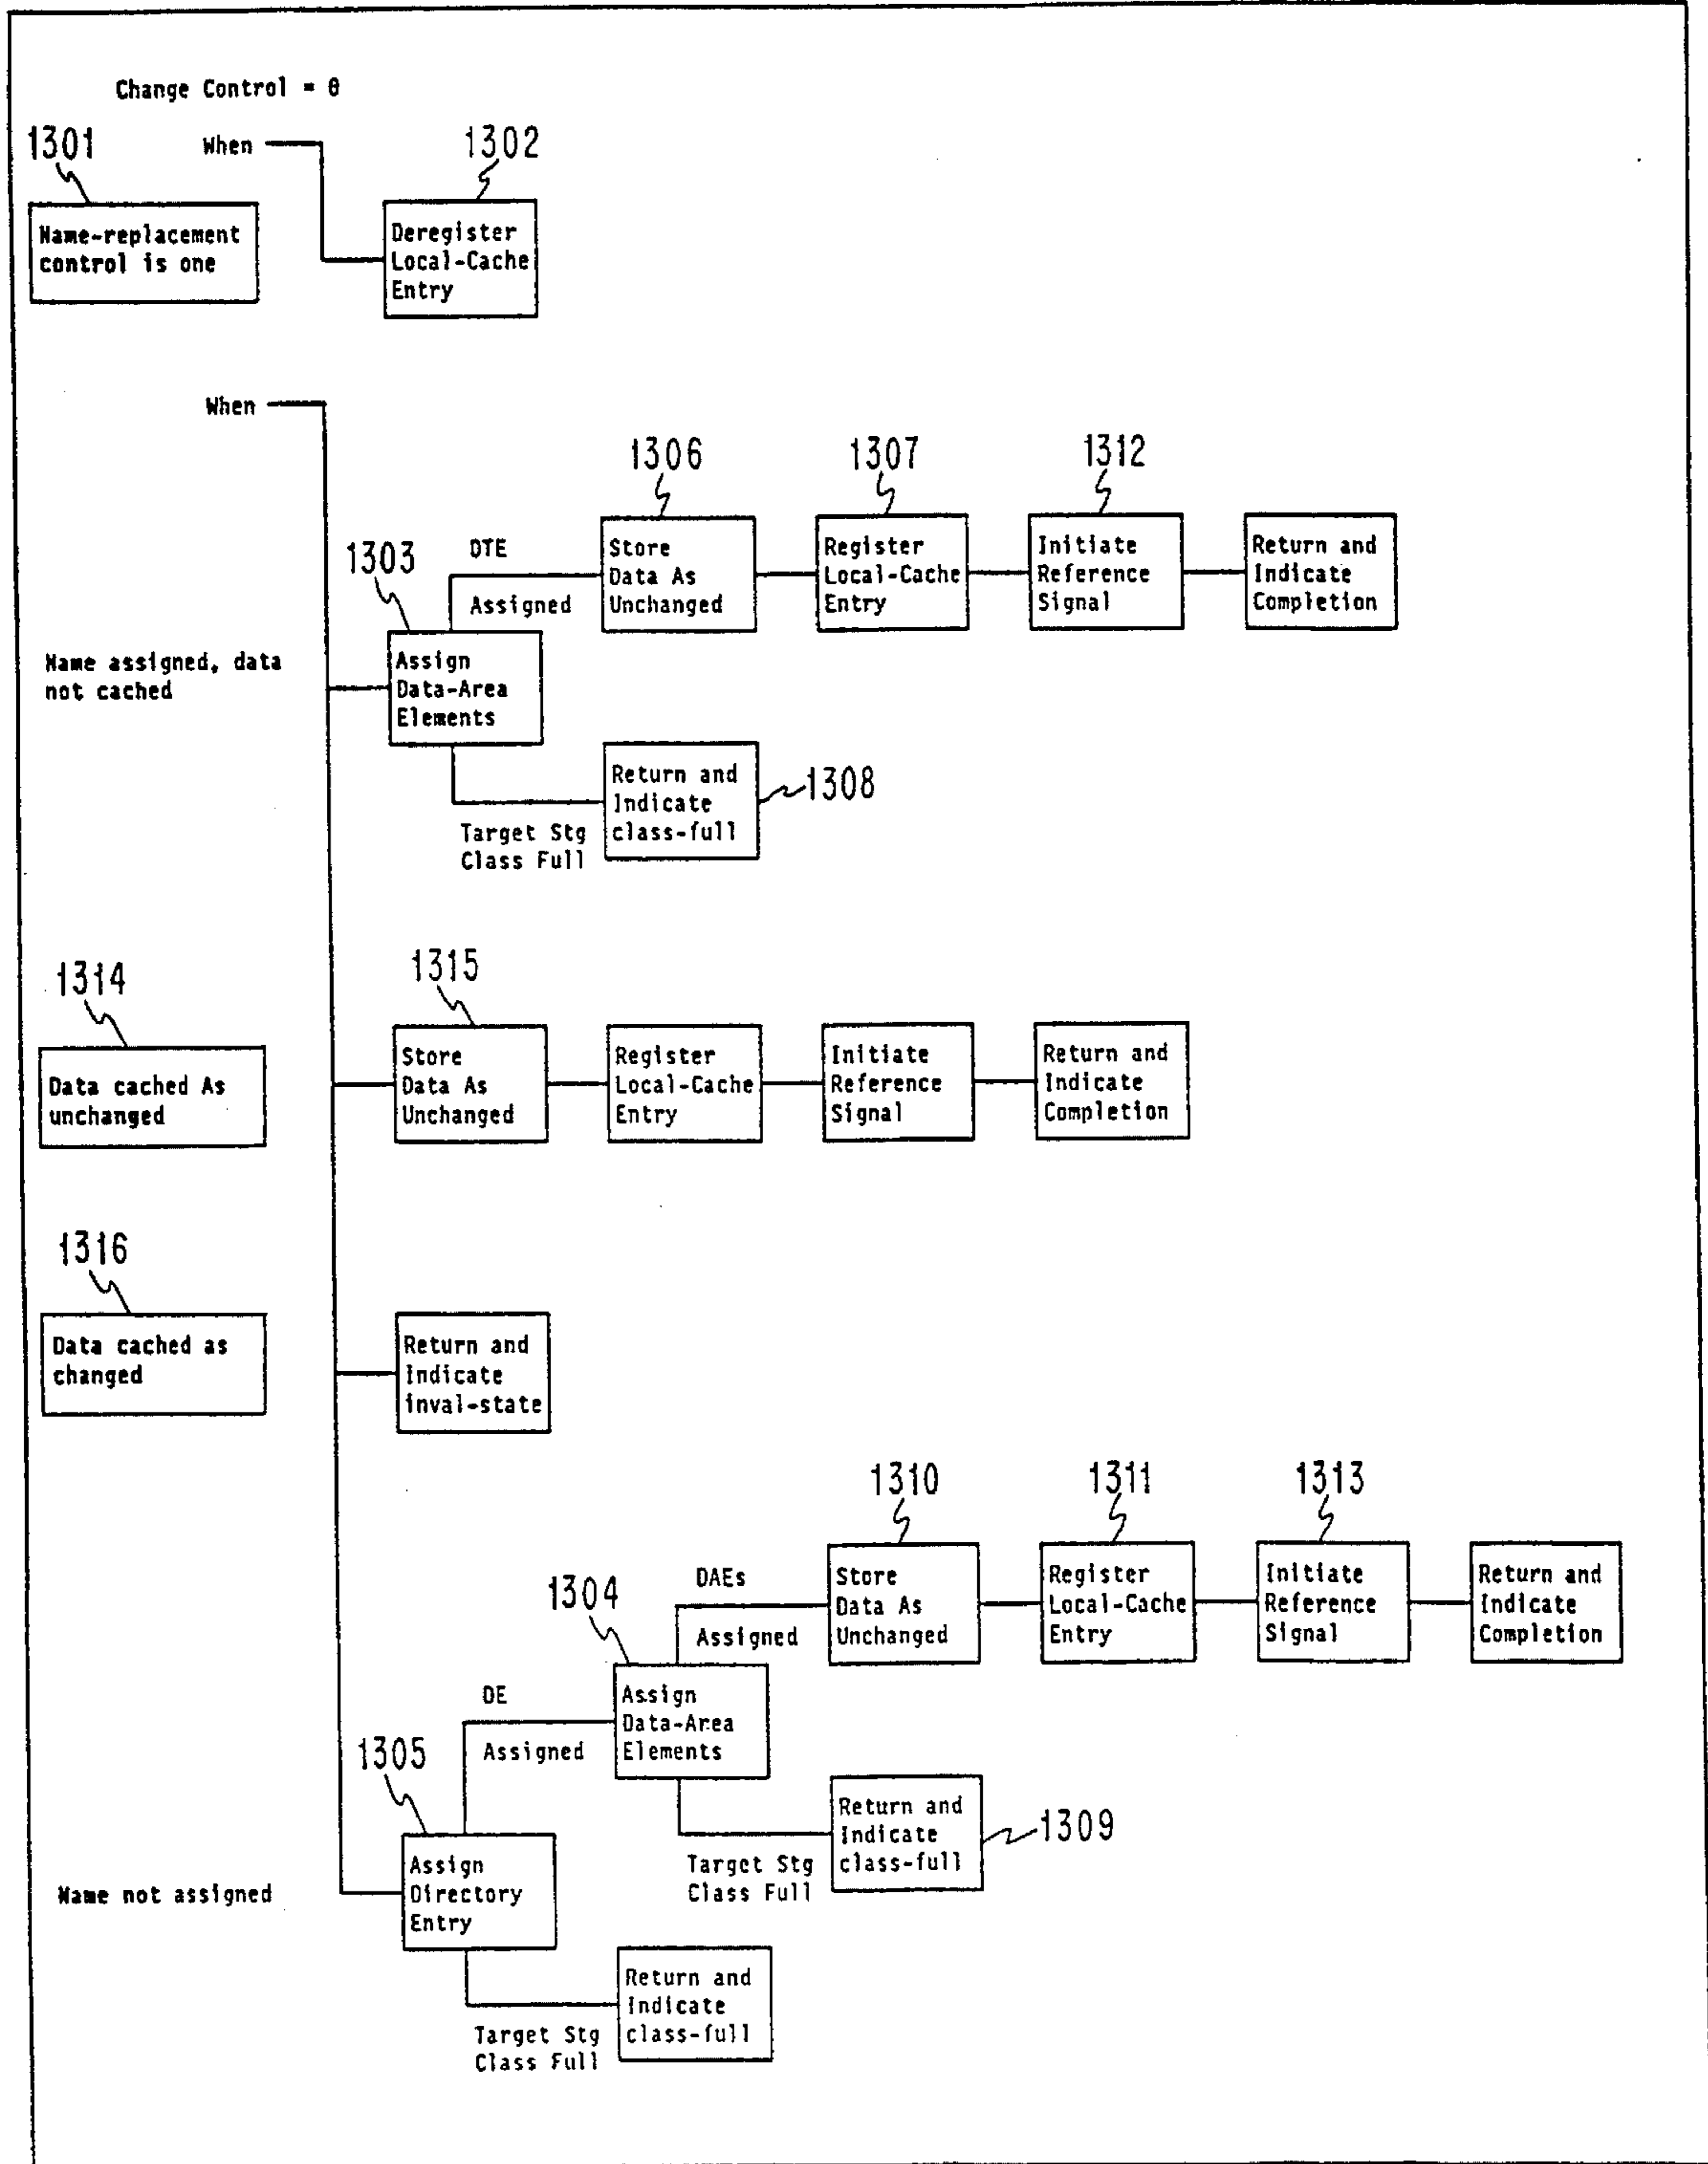 Change Control = 0
1301
When
1302
Name-replacement
control is one
Deregister
Local-Cache
Entry
When
1306
1307
1312
1303
DTE
Assigned
Store
Data As
Unchanged
Register
Local-Cache
Entry
Initiate
Reference
Signal
Return and
Indicate
Completion
Name assigned, data
not cached
Assign
Data-Area
Elements
Return and
Indicate
class-full
1308
Target Stg
Class Full
1314
1315
Data cached As
unchanged
Store
Data As
Unchanged
Register
Local-Cache
Entry
Initiate
Reference
Signal
Return and
Indicate
Completion
1316
Data cached as
changed
Return and
Indicate
inval-state
1310
1311
1313
1304
DAEs
Assigned
Store
Data As
Unchanged
Register
Local-Cache
Entry
Initiate
Reference
Signal
Return and
Indicate
Completion
1305
DE
Assigned
Assign
Data-Area
Elements
Return and
Indicate
class-full
1309
Target Stg
Class Full
Name not assigned
Assign
Directory
Entry
Return and
Indicate
class-full
Target Stg
Class Full